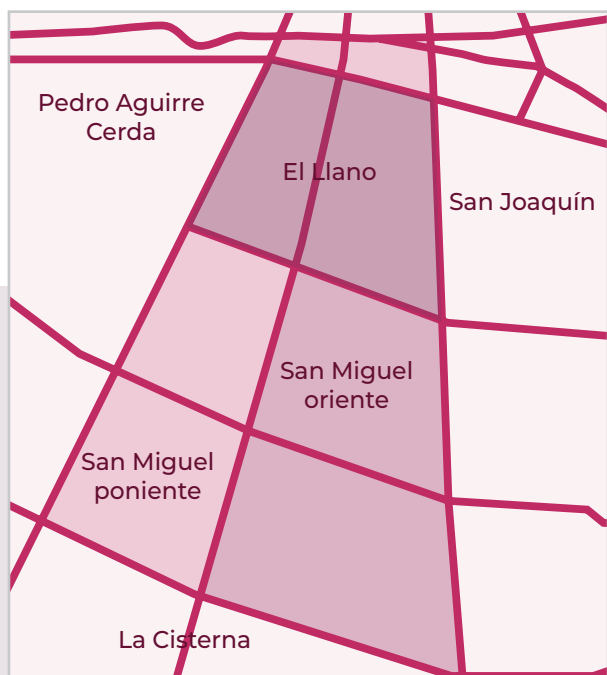 Pedro Aguirre
Cerda
El Llano
San Joaquín
San Miguel
oriente
San Miguel
poniente
La Cisterna